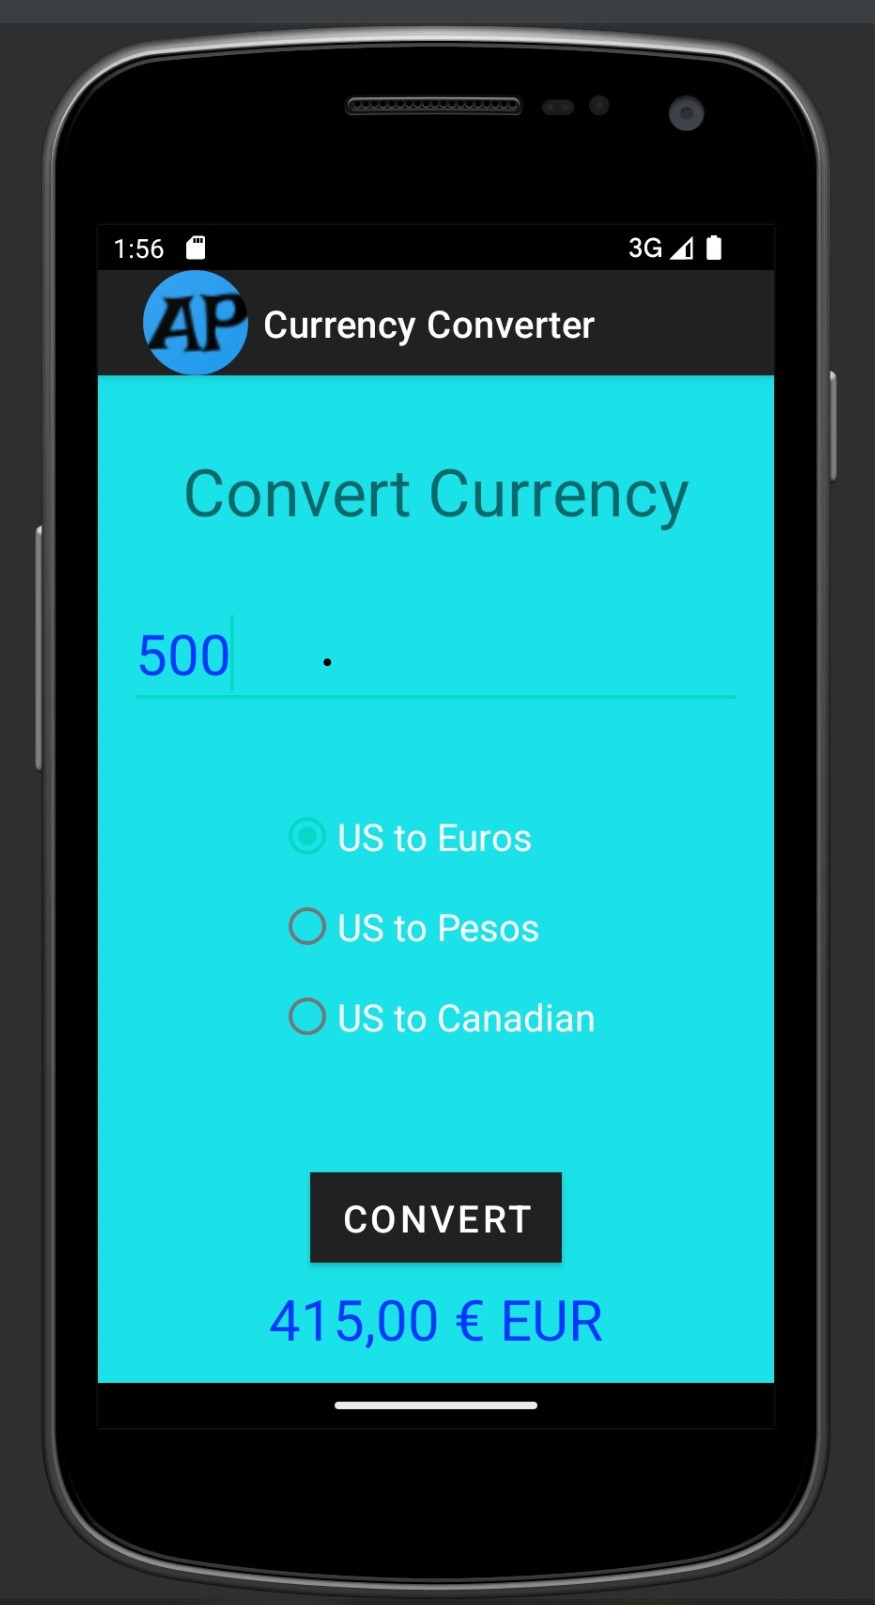 1:56 3G
AP Currency Converter
Convert Currency
500
US to Euros
US to Pesos
US to Canadian
CONVERT
415,00 € EUR